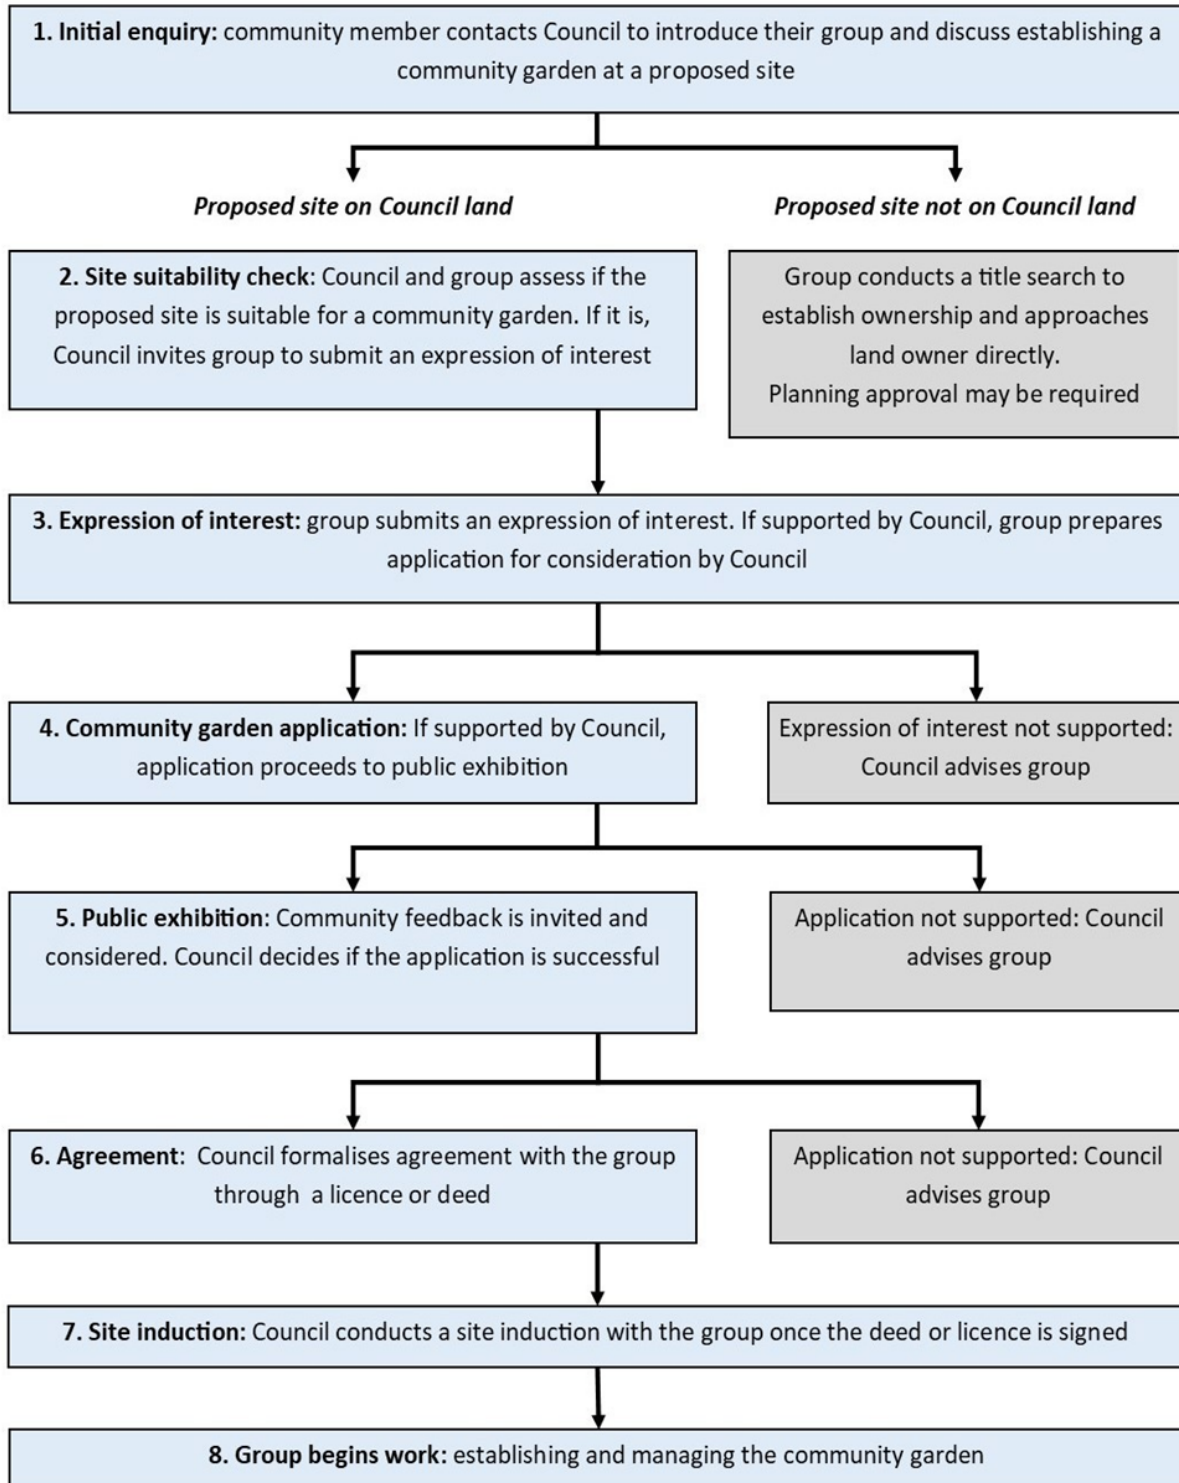 1. Initial enquiry: community member contacts Council to introduce their group and discuss establishing a
community garden at a proposed site
Proposed site on Council land
Proposed site not on Council land
2. Site suitability check: Council and group assess if the
proposed site is suitable for a community garden. If it is,
Council invites group to submit an expression of interest
Group conducts a title search to
establish ownership and approaches
land owner directly.
Planning approval may be required
3. Expression of interest: group submits an expression of interest. If supported by Council, group prepares
application for consideration by Council
4. Community garden application: If supported by Council,
application proceeds to public exhibition
Expression of interest not supported:
Council advises group
5. Public exhibition: Community feedback is invited and
considered. Council decides if the application is successful
Application not supported: Council
advises group
6. Agreement: Council formalises agreement with the group
through a licence or deed
Application not supported: Council
advises group
7. Site induction: Council conducts a site induction with the group once the deed or licence is signed
8. Group begins work: establishing and managing the community garden